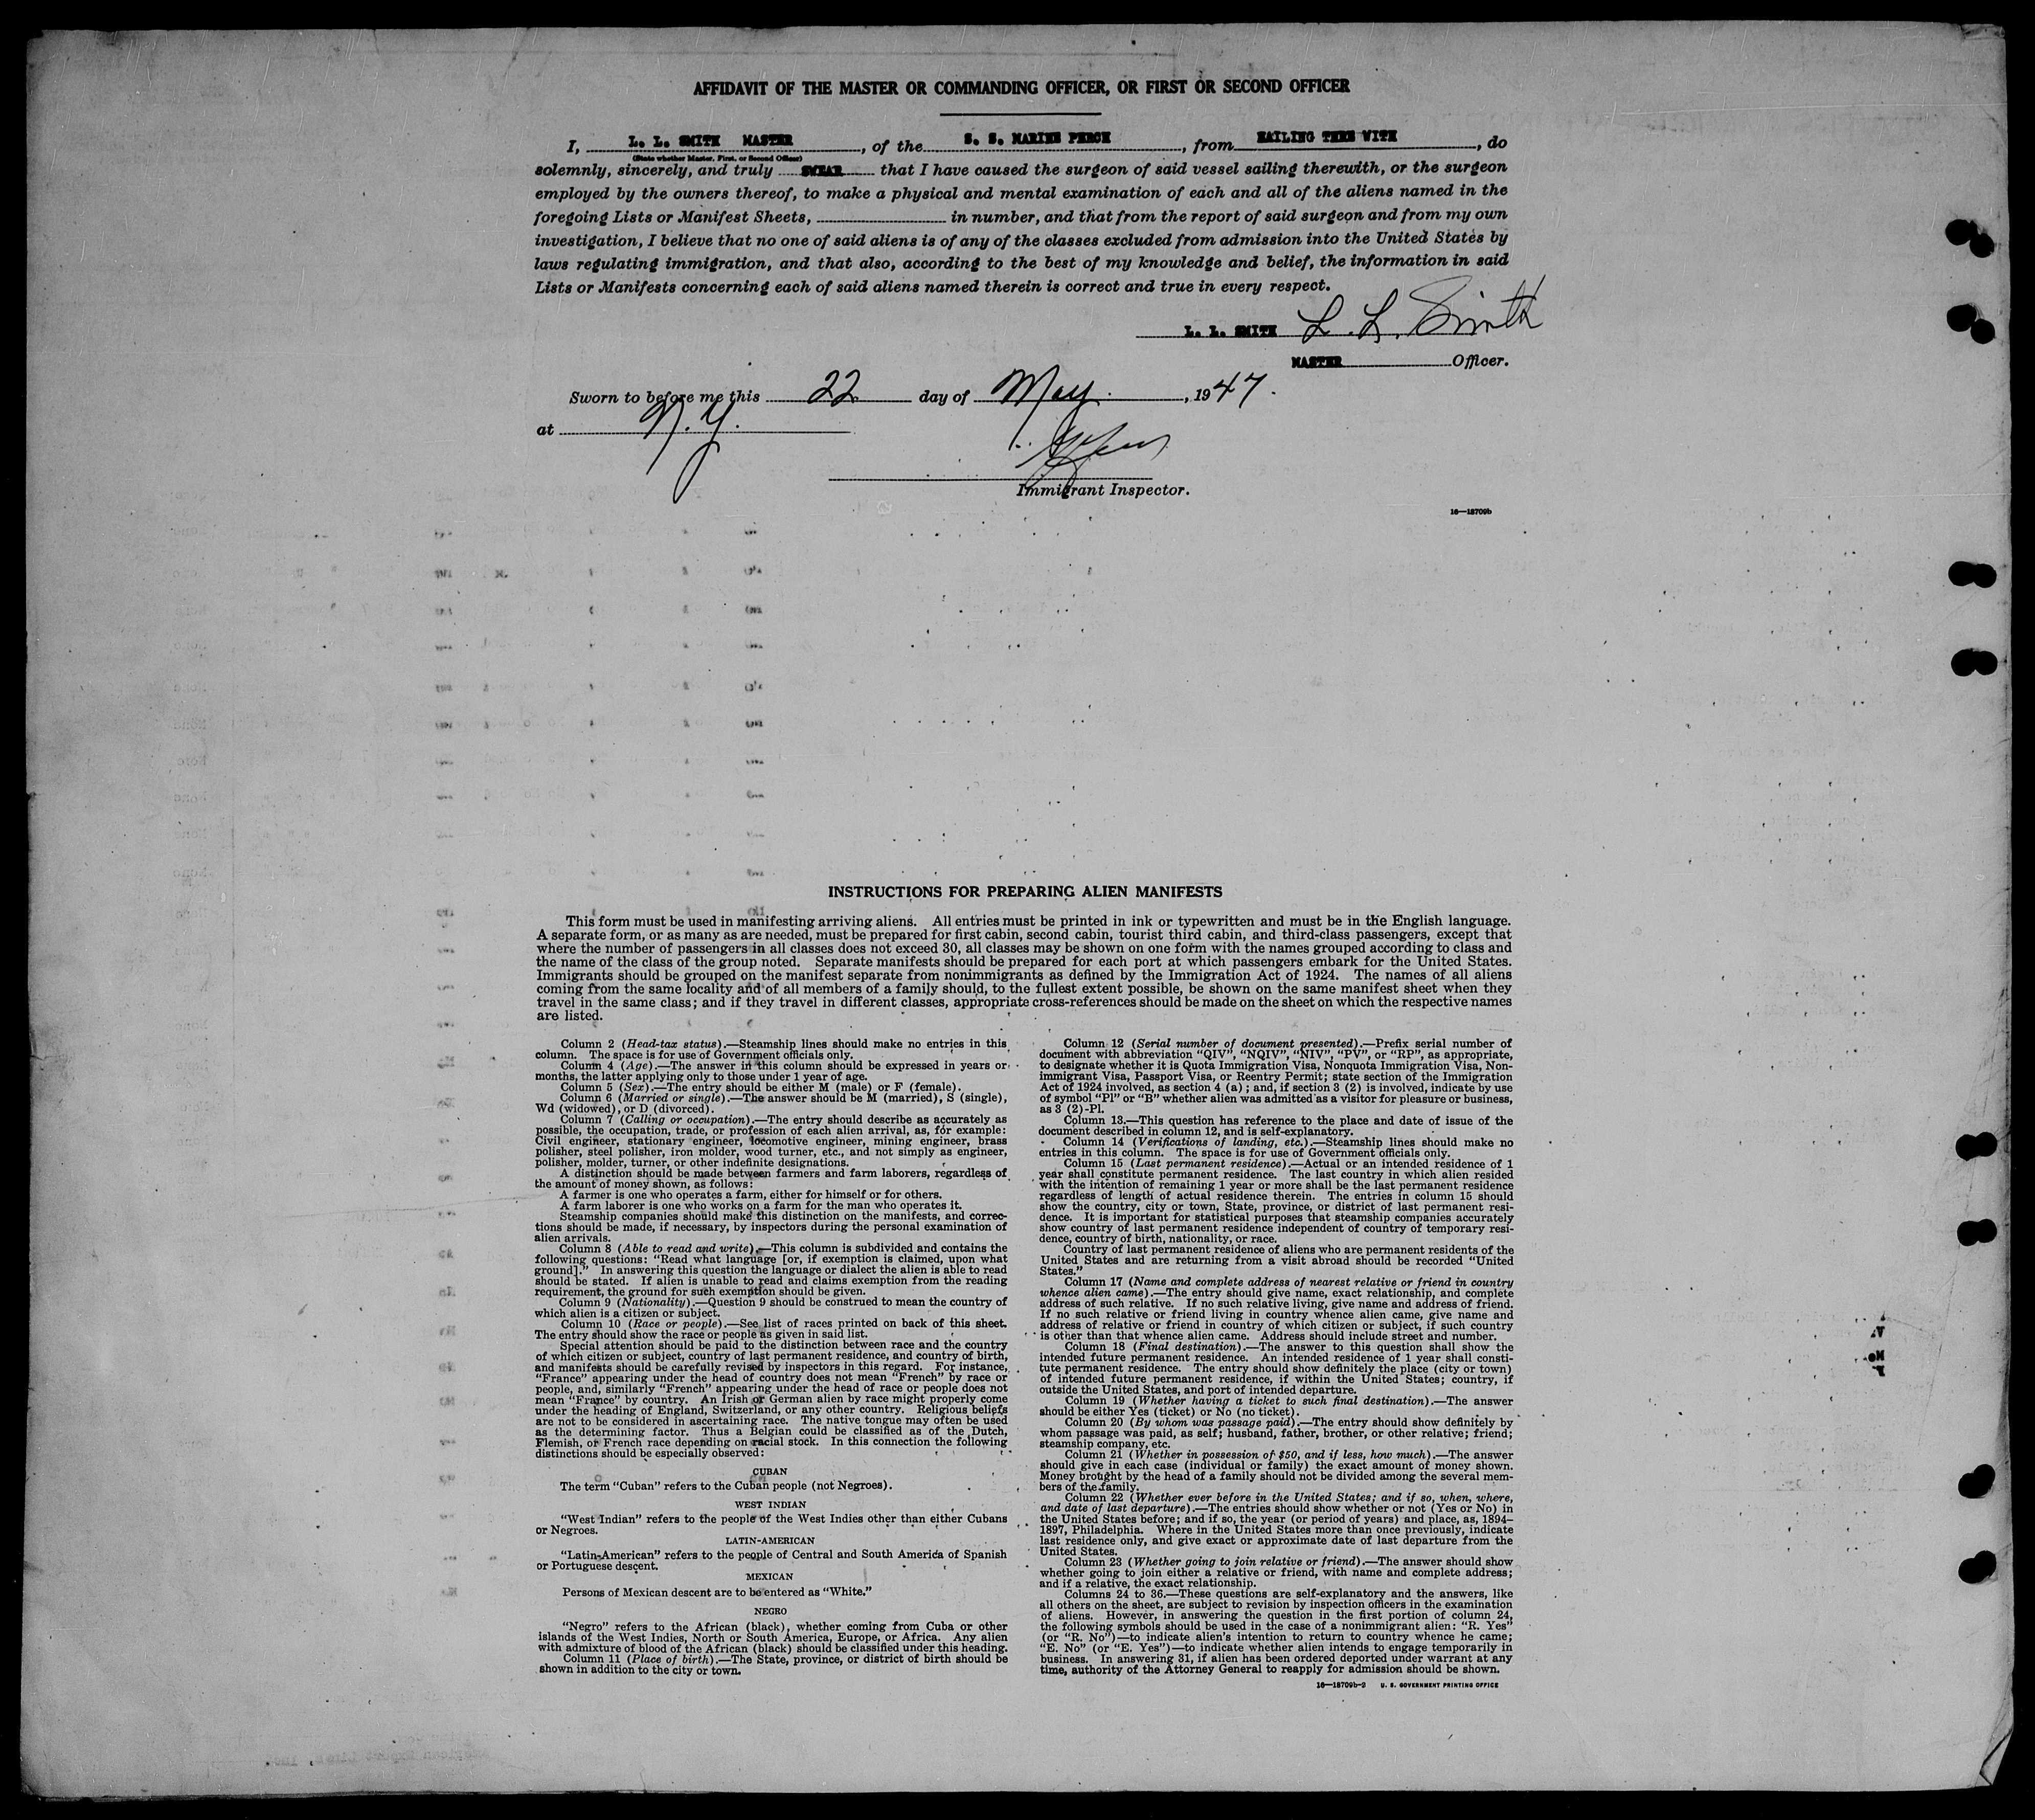 AFFIDAVIT OF THE MASTER OR COMMANDING OFFICER, OR FIRST OR SECOND OFFICER
I, L. L. SMITH MASTER, of the S. S. MARINE PERCH, from SAILING THERE WITH, do
(State whether Master, First, or Second Officer)
solemnly, sincerely, and truly SWEAR that I have caused the surgeon of said vessel sailing therewith, or the surgeon
employed by the owners thereof, to make a physical and mental examination of each and all of the aliens named in the
foregoing Lists or Manifest Sheets, in number, and that from the report of said surgeon and from my own
investigation, I believe that no one of said aliens is of any of the classes excluded from admission into the United States by
laws regulating immigration, and that also, according to the best of my knowledge and belief, the information in said
Lists or Manifests concerning each of said aliens named therein is correct and true in every respect.
L. L. SMITH L. L. Smith
MASTER Officer.
Sworn to before me this 22 day of May, 1947.
at N.Y.
Immigrant Inspector.
16—18709b
INSTRUCTIONS FOR PREPARING ALIEN MANIFESTS
This form must be used in manifesting arriving aliens. All entries must be printed in ink or typewritten and must be in the English language.
A separate form, or as many as are needed, must be prepared for first cabin, second cabin, tourist third cabin, and third-class passengers, except that
where the number of passengers in all classes does not exceed 30, all classes may be shown on one form with the names grouped according to class and
the name of the class of the group noted. Separate manifests should be prepared for each port at which passengers embark for the United States.
Immigrants should be grouped on the manifest separate from nonimmigrants as defined by the Immigration Act of 1924. The names of all aliens
coming from the same locality and of all members of a family should, to the fullest extent possible, be shown on the same manifest sheet when they
travel in the same class; and if they travel in different classes, appropriate cross-references should be made on the sheet on which the respective names
are listed.
Column 2 (Head-tax status).—Steamship lines should make no entries in this
column. The space is for use of Government officials only.
Column 4 (Age).—The answer in this column should be expressed in years or
months, the latter applying only to those under 1 year of age.
Column 5 (Sex).—The entry should be either M (male) or F (female).
Column 6 (Married or single).—The answer should be M (married), S (single),
Wd (widowed), or D (divorced).
Column 7 (Calling or occupation).—The entry should describe as accurately as
possible, the occupation, trade, or profession of each alien arrival, as, for example:
Civil engineer, stationary engineer, locomotive engineer, mining engineer, brass
polisher, steel polisher, iron molder, wood turner, etc., and not simply as engineer,
polisher, molder, turner, or other indefinite designations.
A distinction should be made between farmers and farm laborers, regardless of
the amount of money shown, as follows:
A farmer is one who operates a farm, either for himself or for others.
A farm laborer is one who works on a farm for the man who operates it.
Steamship companies should make this distinction on the manifests, and correc-
tions should be made, if necessary, by inspectors during the personal examination of
alien arrivals.
Column 8 (Able to read and write).—This column is subdivided and contains the
following questions: "Read what language [or, if exemption is claimed, upon what
ground]." In answering this question the language or dialect the alien is able to read
should be stated. If alien is unable to read and claims exemption from the reading
requirement, the ground for such exemption should be given.
Column 9 (Nationality).—Question 9 should be construed to mean the country of
which alien is a citizen or subject.
Column 10 (Race or people).—See list of races printed on back of this sheet.
The entry should show the race or people as given in said list.
Special attention should be paid to the distinction between race and the country
of which citizen or subject, country of last permanent residence, and country of birth,
and manifests should be carefully revised by inspectors in this regard. For instance,
"France" appearing under the head of country does not mean "French" by race or
people, and, similarly "French" appearing under the head of race or people does not
mean "France" by country. An Irish or German alien by race might properly come
under the heading of England, Switzerland, or any other country. Religious beliefs
are not to be considered in ascertaining race. The native tongue may often be used
as the determining factor. Thus a Belgian could be classified as of the Dutch,
Flemish, or French race depending on racial stock. In this connection the following
distinctions should be especially observed:
CUBAN
The term "Cuban" refers to the Cuban people (not Negroes).
WEST INDIAN
"West Indian" refers to the people of the West Indies other than either Cubans
or Negroes.
LATIN-AMERICAN
"Latin-American" refers to the people of Central and South America of Spanish
or Portuguese descent.
MEXICAN
Persons of Mexican descent are to be entered as "White."
NEGRO
"Negro" refers to the African (black), whether coming from Cuba or other
islands of the West Indies, North or South America, Europe, or Africa. Any alien
with admixture of blood of the African (black) should be classified under this heading.
Column 11 (Place of birth).—The State, province, or district of birth should be
shown in addition to the city or town.
Column 12 (Serial number of document presented).—Prefix serial number of
document with abbreviation "QIV", "NQIV", "NIV", "PV", or "RP", as appropriate,
to designate whether it is Quota Immigration Visa, Nonquota Immigration Visa, Non-
immigrant Visa, Passport Visa, or Reentry Permit; state section of the Immigration
Act of 1924 involved, as section 4 (a); and, if section 3 (2) is involved, indicate by use
of symbol "Pl" or "B" whether alien was admitted as a visitor for pleasure or business,
as 3 (2)-Pl.
Column 13.—This question has reference to the place and date of issue of the
document described in column 12, and is self-explanatory.
Column 14 (Verifications of landing, etc.).—Steamship lines should make no
entries in this column. The space is for use of Government officials only.
Column 15 (Last permanent residence).—Actual or an intended residence of 1
year shall constitute permanent residence. The last country in which alien resided
with the intention of remaining 1 year or more shall be the last permanent residence
regardless of length of actual residence therein. The entries in column 15 should
show the country, city or town, State, province, or district of last permanent resi-
dence. It is important for statistical purposes that steamship companies accurately
show country of last permanent residence independent of country of temporary resi-
dence, country of birth, nationality, or race.
Country of last permanent residence of aliens who are permanent residents of the
United States and are returning from a visit abroad should be recorded "United
States."
Column 17 (Name and complete address of nearest relative or friend in country
whence alien came).—The entry should give name, exact relationship, and complete
address of such relative. If no such relative living, give name and address of friend.
If no such relative or friend living in country whence alien came, give name and
address of relative or friend in country of which citizen or subject, if such country
is other than that whence alien came. Address should include street and number.
Column 18 (Final destination).—The answer to this question shall show the
intended future permanent residence. An intended residence of 1 year shall consti-
tute permanent residence. The entry should show definitely the place (city or town)
of intended future permanent residence, if within the United States; country, if
outside the United States, and port of intended departure.
Column 19 (Whether having a ticket to such final destination).—The answer
should be either Yes (ticket) or No (no ticket).
Column 20 (By whom was passage paid).—The entry should show definitely by
whom passage was paid, as self; husband, father, brother, or other relative; friend;
steamship company, etc.
Column 21 (Whether in possession of $50, and if less, how much).—The answer
should give in each case (individual or family) the exact amount of money shown.
Money brought by the head of a family should not be divided among the several mem-
bers of the family.
Column 22 (Whether ever before in the United States; and if so, when, where,
and date of last departure).—The entries should show whether or not (Yes or No) in
the United States before; and if so, the year (or period of years) and place, as, 1894–
1897, Philadelphia. Where in the United States more than once previously, indicate
last residence only, and give exact or approximate date of last departure from the
United States.
Column 23 (Whether going to join relative or friend).—The answer should show
whether going to join either a relative or friend, with name and complete address;
and if a relative, the exact relationship.
Columns 24 to 36.—These questions are self-explanatory and the answers, like
all others on the sheet, are subject to revision by inspection officers in the examination
of aliens. However, in answering the question in the first portion of column 24,
the following symbols should be used in the case of a nonimmigrant alien: "R. Yes"
(or "R. No")—to indicate alien's intention to return to country whence he came;
"E. No" (or "E. Yes")—to indicate whether alien intends to engage temporarily in
business. In answering 31, if alien has been ordered deported under warrant at any
time, authority of the Attorney General to reapply for admission should be shown.
16—18709b-2 U. S. GOVERNMENT PRINTING OFFICE